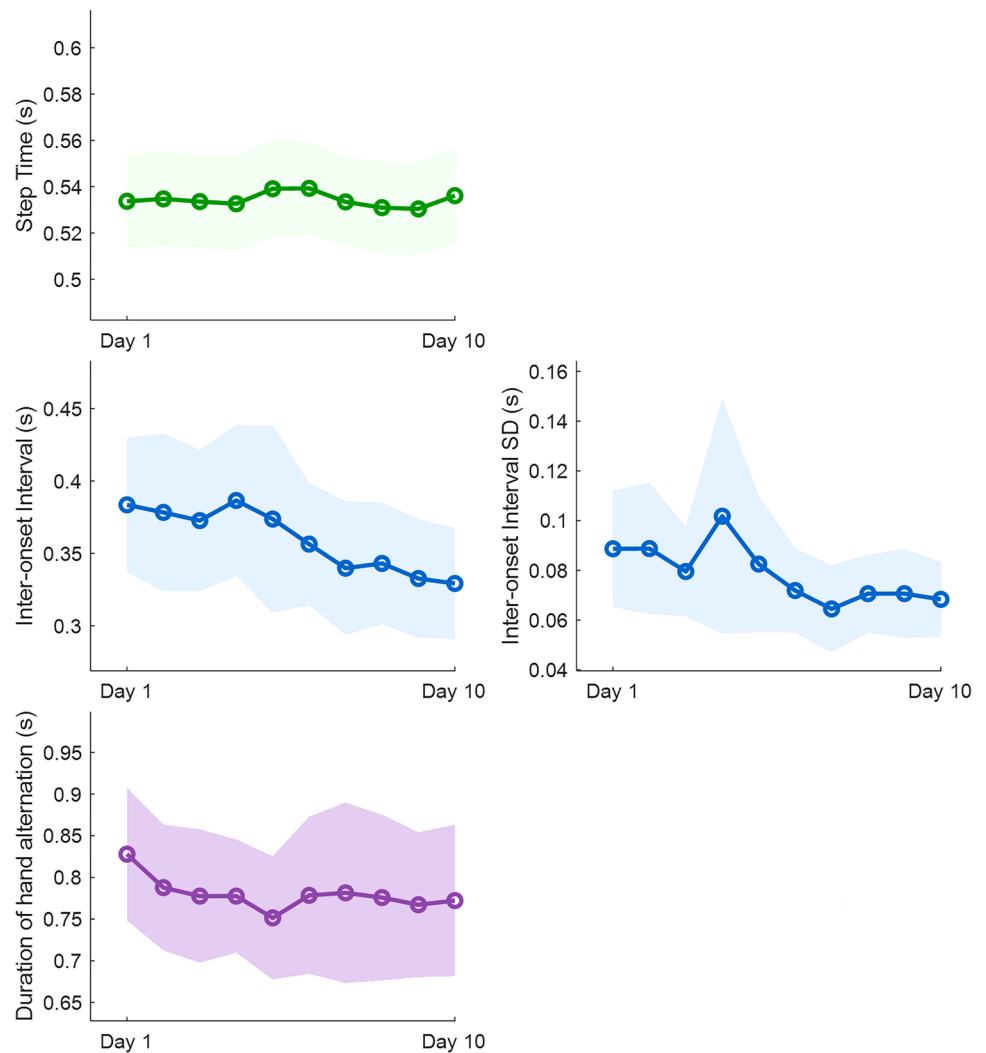 Step Time (s)
0.6
0.58
0.56
0.54
0.52
0.5
Day 1
Day 10
Inter-onset Interval (s)
0.45
0.4
0.35
0.3
Day 1
Day 10
Inter-onset Interval SD (s)
0.16
0.14
0.12
0.1
0.08
0.06
0.04
Day 1
Day 10
Duration of hand alternation (s)
0.95
0.9
0.85
0.8
0.75
0.7
0.65
Day 1
Day 10